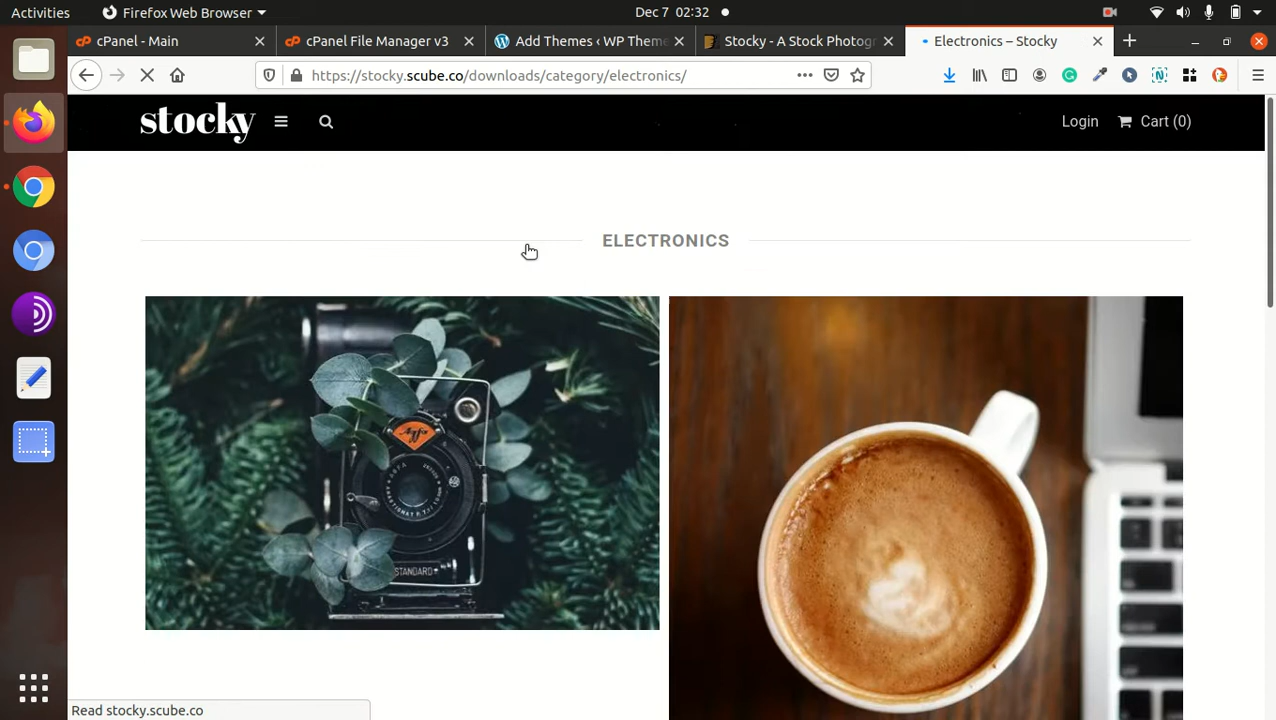 Activities
Firefox Web Browser
Dec 7 02:32
cPanel - Main
cPanel File Manager v3
Add Themes ‹ WP Theme
Stocky - A Stock Photogr
Electronics – Stocky
https://stocky.scube.co/downloads/category/electronics/
stocky
Login
Cart (0)
ELECTRONICS
Agfa
STANDARD
Read stocky.scube.co